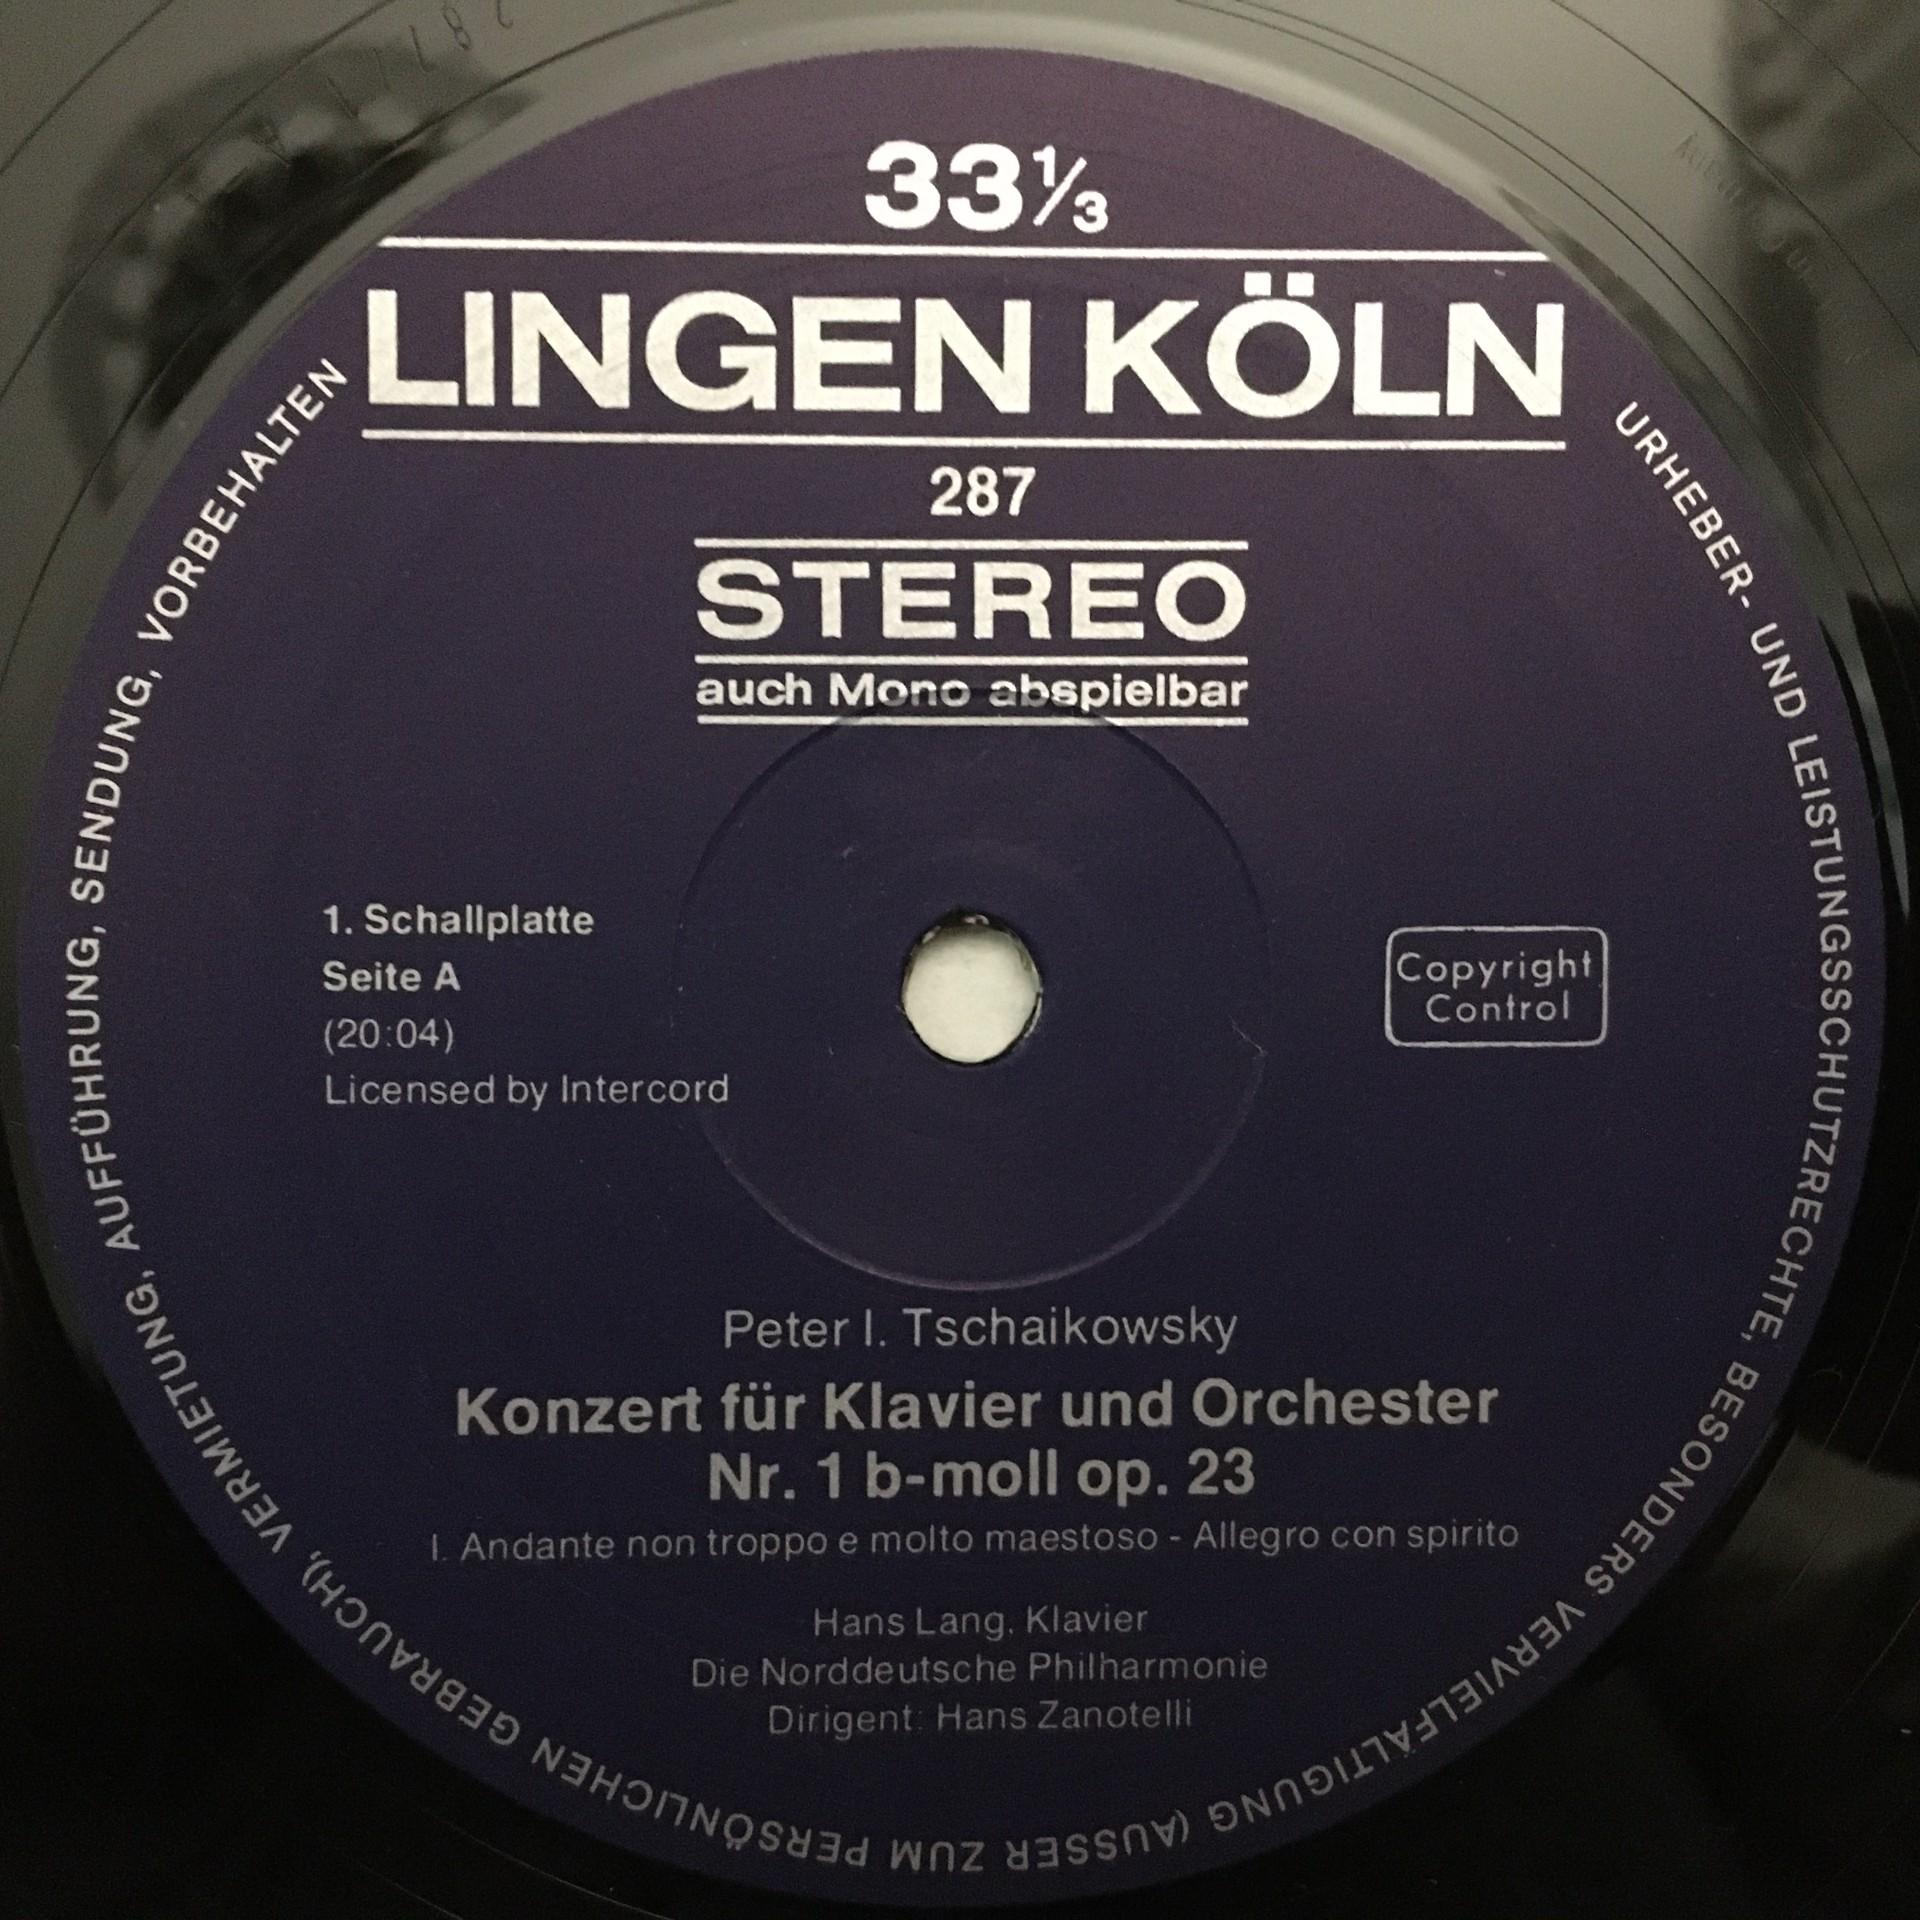 33⅓
LINGEN KÖLN
287
STEREO
auch Mono abspielbar
1. Schallplatte
Seite A
(20:04)
Licensed by Intercord
Copyright
Control
Peter I. Tschaikowsky
Konzert für Klavier und Orchester
Nr. 1 b-moll op. 23
I. Andante non troppo e molto maestoso - Allegro con spirito
Hans Lang, Klavier
Die Norddeutsche Philharmonie
Dirigent: Hans Zanotelli
URHEBER- UND LEISTUNGSSCHUTZRECHTE, BESONDERS VERVIELFÄLTIGUNG (AUSSER ZUM PERSÖNLICHEN GEBRAUCH), VERMIETUNG, AUFFÜHRUNG, SENDUNG, VORBEHALTEN